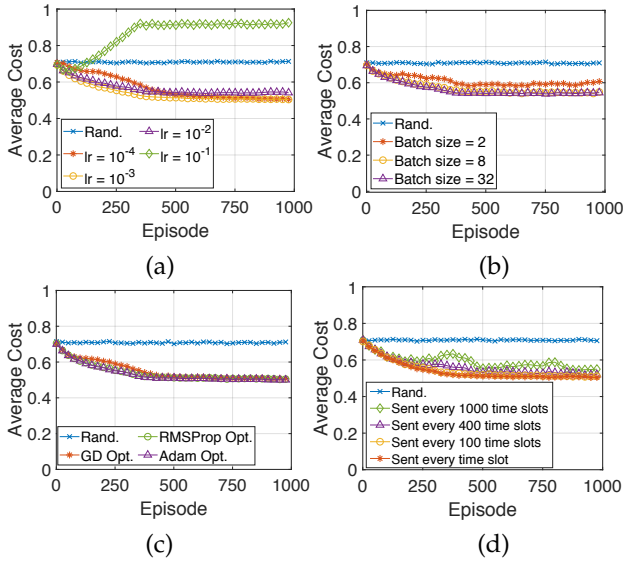 1
0.8
0.6
0.4
0.2
0
Average Cost
Rand.
lr = 10⁻⁴
lr = 10⁻³
lr = 10⁻²
lr = 10⁻¹
0 250 500 750 1000
Episode
(a)
1
0.8
0.6
0.4
0.2
0
Average Cost
Rand.
Batch size = 2
Batch size = 8
Batch size = 32
0 250 500 750 1000
Episode
(b)
1
0.8
0.6
0.4
0.2
0
Average Cost
Rand.
GD Opt.
RMSProp Opt.
Adam Opt.
0 250 500 750 1000
Episode
(c)
1
0.8
0.6
0.4
0.2
0
Average Cost
Rand.
Sent every 1000 time slots
Sent every 400 time slots
Sent every 100 time slots
Sent every time slot
0 250 500 750 1000
Episode
(d)